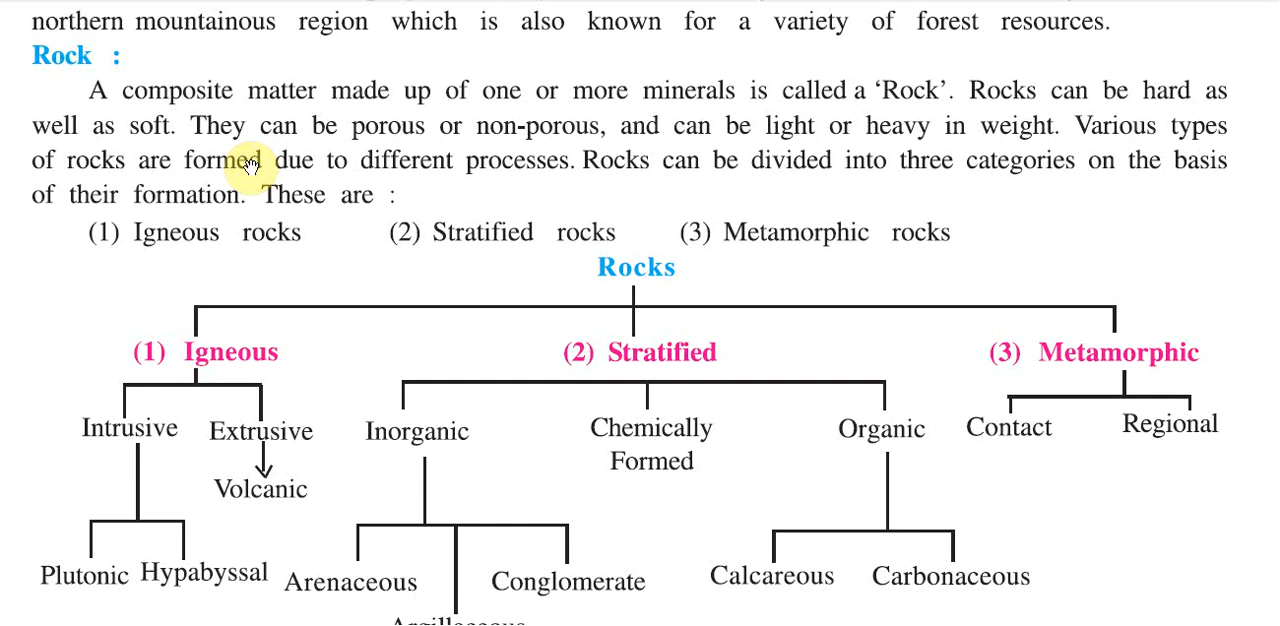 northern mountainous region which is also known for a variety of forest resources.
Rock :
A composite matter made up of one or more minerals is called a ‘Rock’. Rocks can be hard as
well as soft. They can be porous or non-porous, and can be light or heavy in weight. Various types
of rocks are formed due to different processes. Rocks can be divided into three categories on the basis
of their formation. These are :
(1) Igneous rocks (2) Stratified rocks (3) Metamorphic rocks
Rocks
(1) Igneous (2) Stratified (3) Metamorphic
Intrusive Extrusive Inorganic Chemically Organic Contact Regional
Formed
Volcanic
Plutonic Hypabyssal Arenaceous Conglomerate Calcareous Carbonaceous